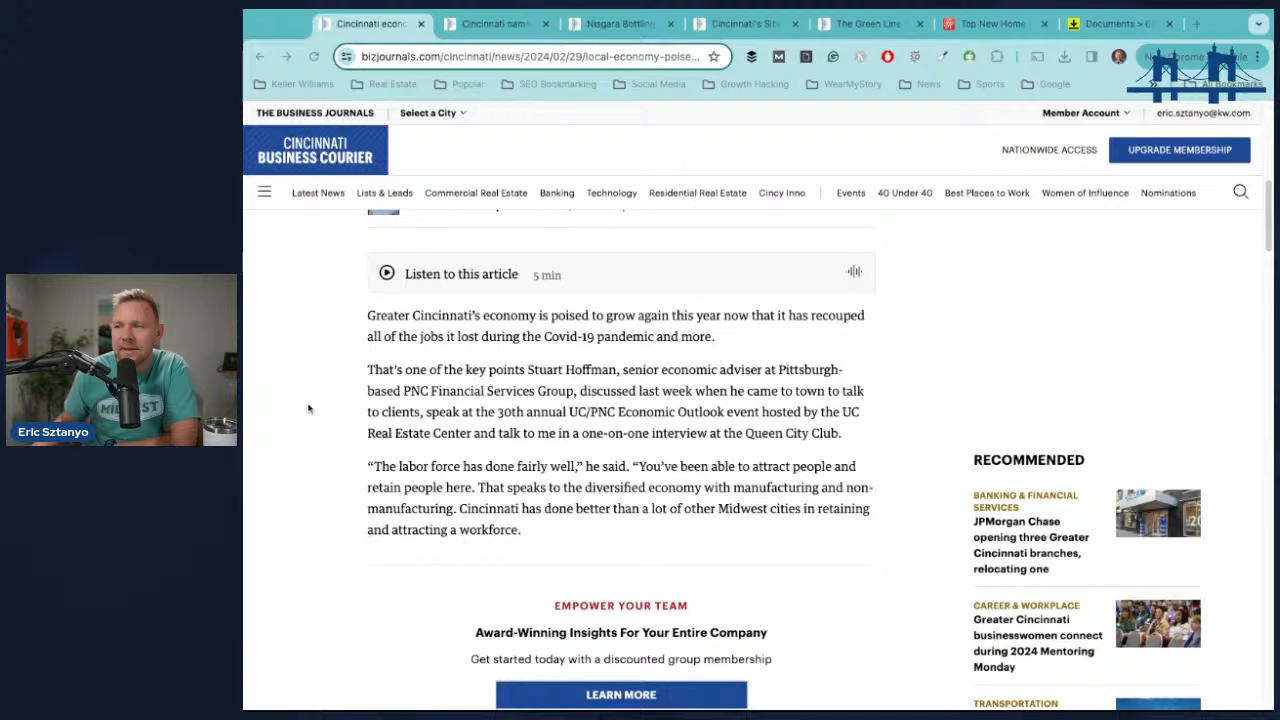 Cincinnati econo
Cincinnati nam
Niagara Bottling
Cincinnati's Site
The Green Line
Top New Home
Documents > 6
bizjournals.com/cincinnati/news/2024/02/29/local-economy-poise...
Keller Williams
Real Estate
Popular
SEO Bookmarking
Social Media
Growth Hacking
WearMyStory
News
Sports
Google
All Bookmarks
THE BUSINESS JOURNALS
Select a City
Member Account
eric.sztanyo@kw.com
CINCINNATI
BUSINESS COURIER
NATIONWIDE ACCESS
UPGRADE MEMBERSHIP
Latest News
Lists & Leads
Commercial Real Estate
Banking
Technology
Residential Real Estate
Cincy Inno
Events
40 Under 40
Best Places to Work
Women of Influence
Nominations
Listen to this article 5 min
Greater Cincinnati's economy is poised to grow again this year now that it has recouped
all of the jobs it lost during the Covid-19 pandemic and more.
That's one of the key points Stuart Hoffman, senior economic adviser at Pittsburgh-
based PNC Financial Services Group, discussed last week when he came to town to talk
to clients, speak at the 30th annual UC/PNC Economic Outlook event hosted by the UC
Real Estate Center and talk to me in a one-on-one interview at the Queen City Club.
“The labor force has done fairly well,” he said. “You've been able to attract people and
retain people here. That speaks to the diversified economy with manufacturing and non-
manufacturing. Cincinnati has done better than a lot of other Midwest cities in retaining
and attracting a workforce.
EMPOWER YOUR TEAM
Award-Winning Insights For Your Entire Company
Get started today with a discounted group membership
LEARN MORE
RECOMMENDED
BANKING & FINANCIAL
SERVICES
JPMorgan Chase
opening three Greater
Cincinnati branches,
relocating one
CAREER & WORKPLACE
Greater Cincinnati
businesswomen connect
during 2024 Mentoring
Monday
TRANSPORTATION
MIDWEST
Eric Sztanyo